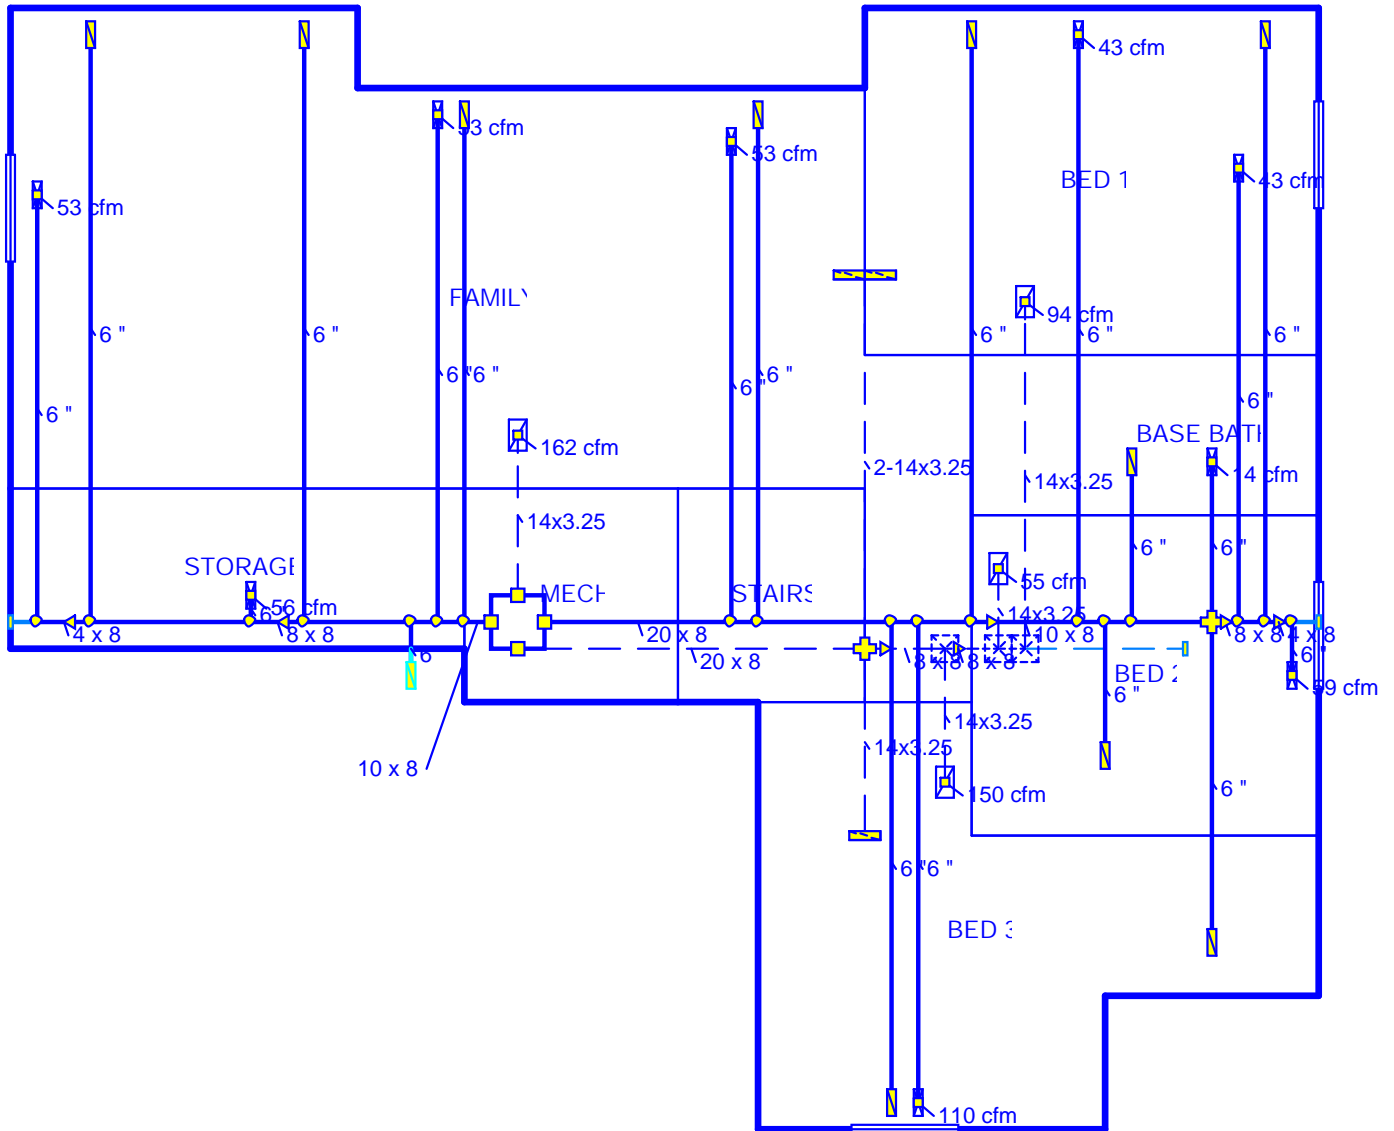 43 cfm
53 cfm
53 cfm
BED 1
43 cfm
53 cfm
FAMILY
94 cfm
6 "
6 "
6 "
6 "
6 "
6 "
6 "
6 "
6 "
6 "
6 "
BASE BATH
162 cfm
2-14x3.25
14 cfm
14x3.25
14x3.25
6 "
6 "
STORAGE
55 cfm
MECH
STAIRS
56 cfm
6
14x3.25
4 x 8
8 x 8
20 x 8
10 x 8
8 x 8
4 x 8
6
20 x 8
8 x 8
8 x 8
6 "
BED 2
59 cfm
6 "
14x3.25
14x3.25
10 x 8
150 cfm
6 "
6 "
6 "
BED 3
110 cfm